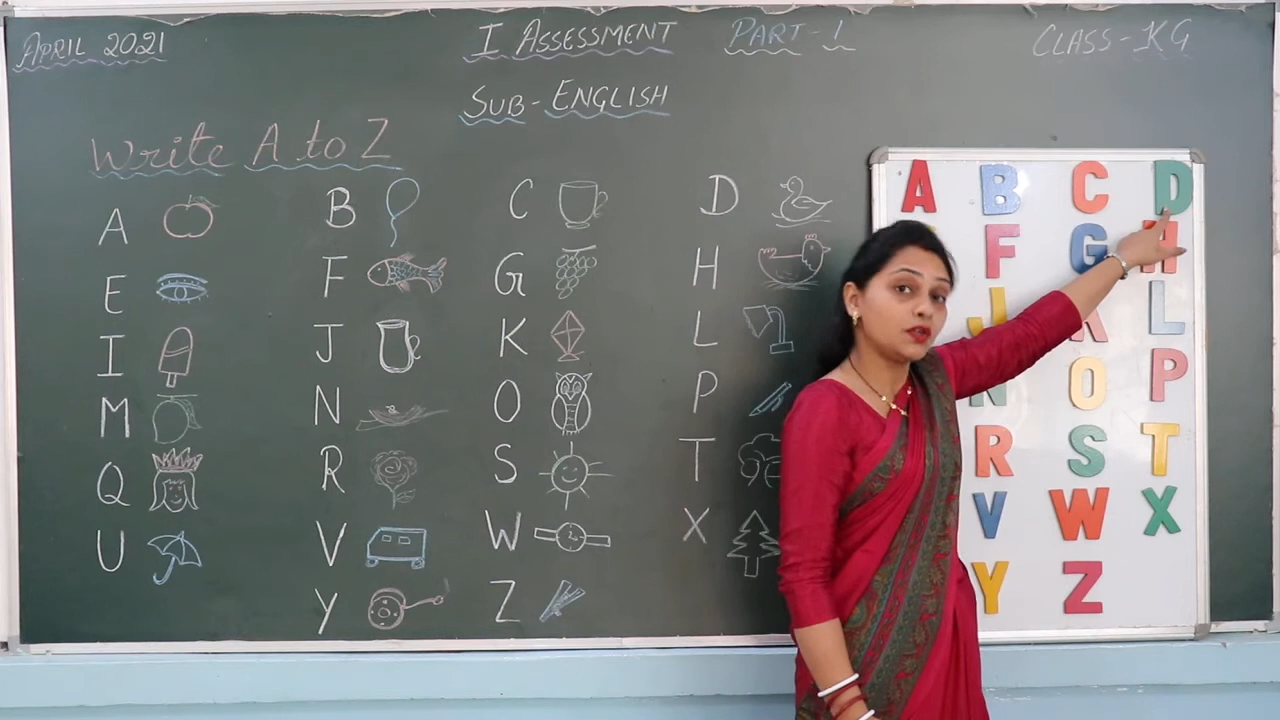 APRIL 2021 I ASSESSMENT PART-1 CLASS-KG
SUB-ENGLISH
Write A to Z
A B C D
E F G H
I J K L
M N O P
Q R S T
U V W X
Y Z
A B C D
F G H
J K L
N O P
R S T
V W X
Y Z